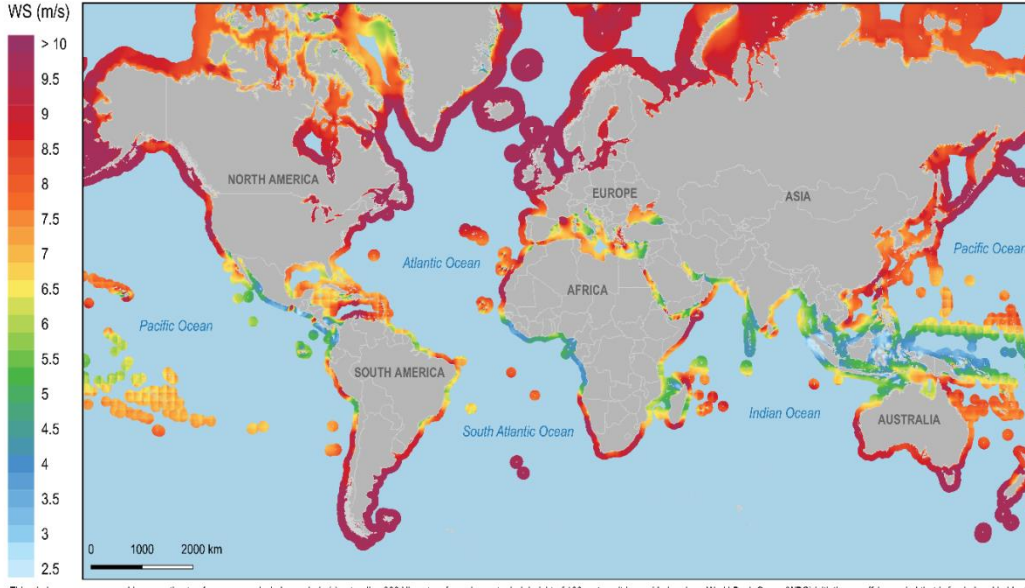 WS (m/s)
> 10
9.5
9
8.5
8
7.5
7
6.5
6
5.5
5
4.5
4
3.5
3
2.5
NORTH AMERICA
EUROPE
ASIA
Atlantic Ocean
Pacific Ocean
AFRICA
Pacific Ocean
SOUTH AMERICA
South Atlantic Ocean
Indian Ocean
AUSTRALIA
0 1000 2000 km